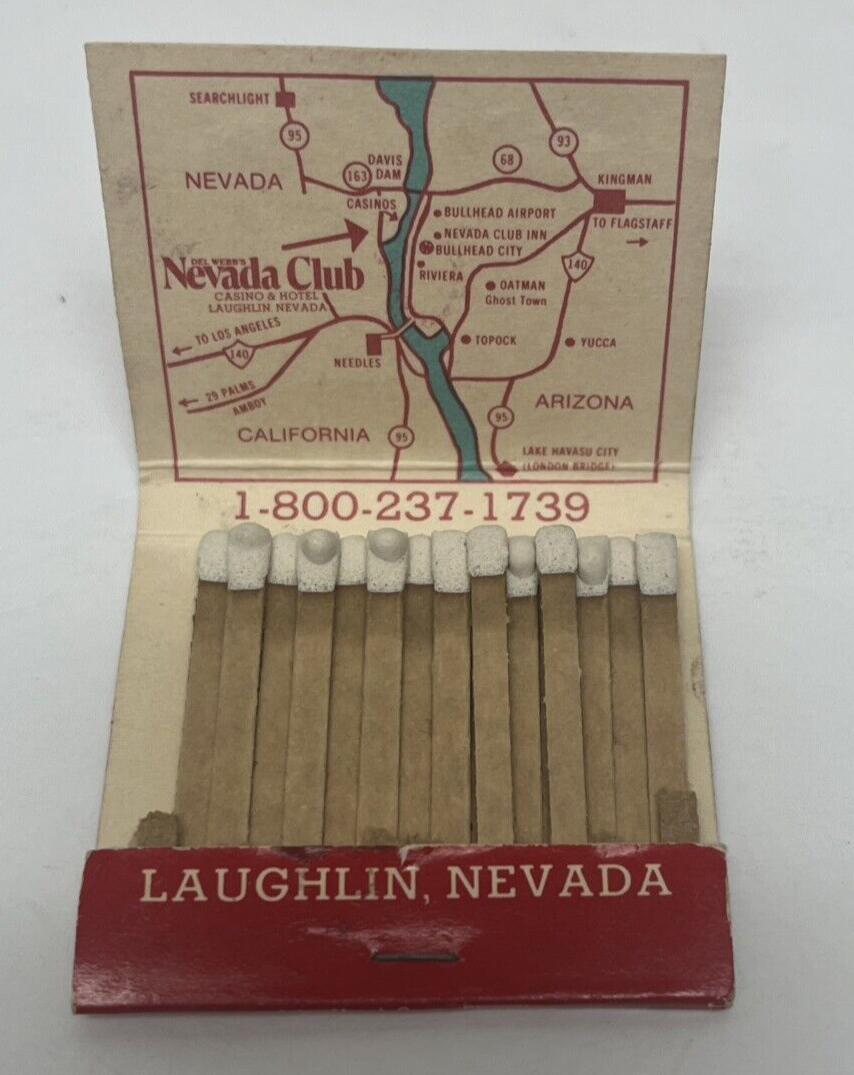 SEARCHLIGHT
95
93
DAVIS
DAM
68
163
NEVADA
KINGMAN
CASINOS
BULLHEAD AIRPORT
TO FLAGSTAFF
NEVADA CLUB INN
BULLHEAD CITY
DEL WEBB'S
Nevada Club
CASINO & HOTEL
LAUGHLIN, NEVADA
RIVIERA
140
OATMAN
Ghost Town
TO LOS ANGELES
140
NEEDLES
TOPOCK
YUCCA
29 PALMS
AMBOY
ARIZONA
95
CALIFORNIA
95
LAKE HAVASU CITY
(LONDON BRIDGE)
1-800-237-1739
LAUGHLIN, NEVADA